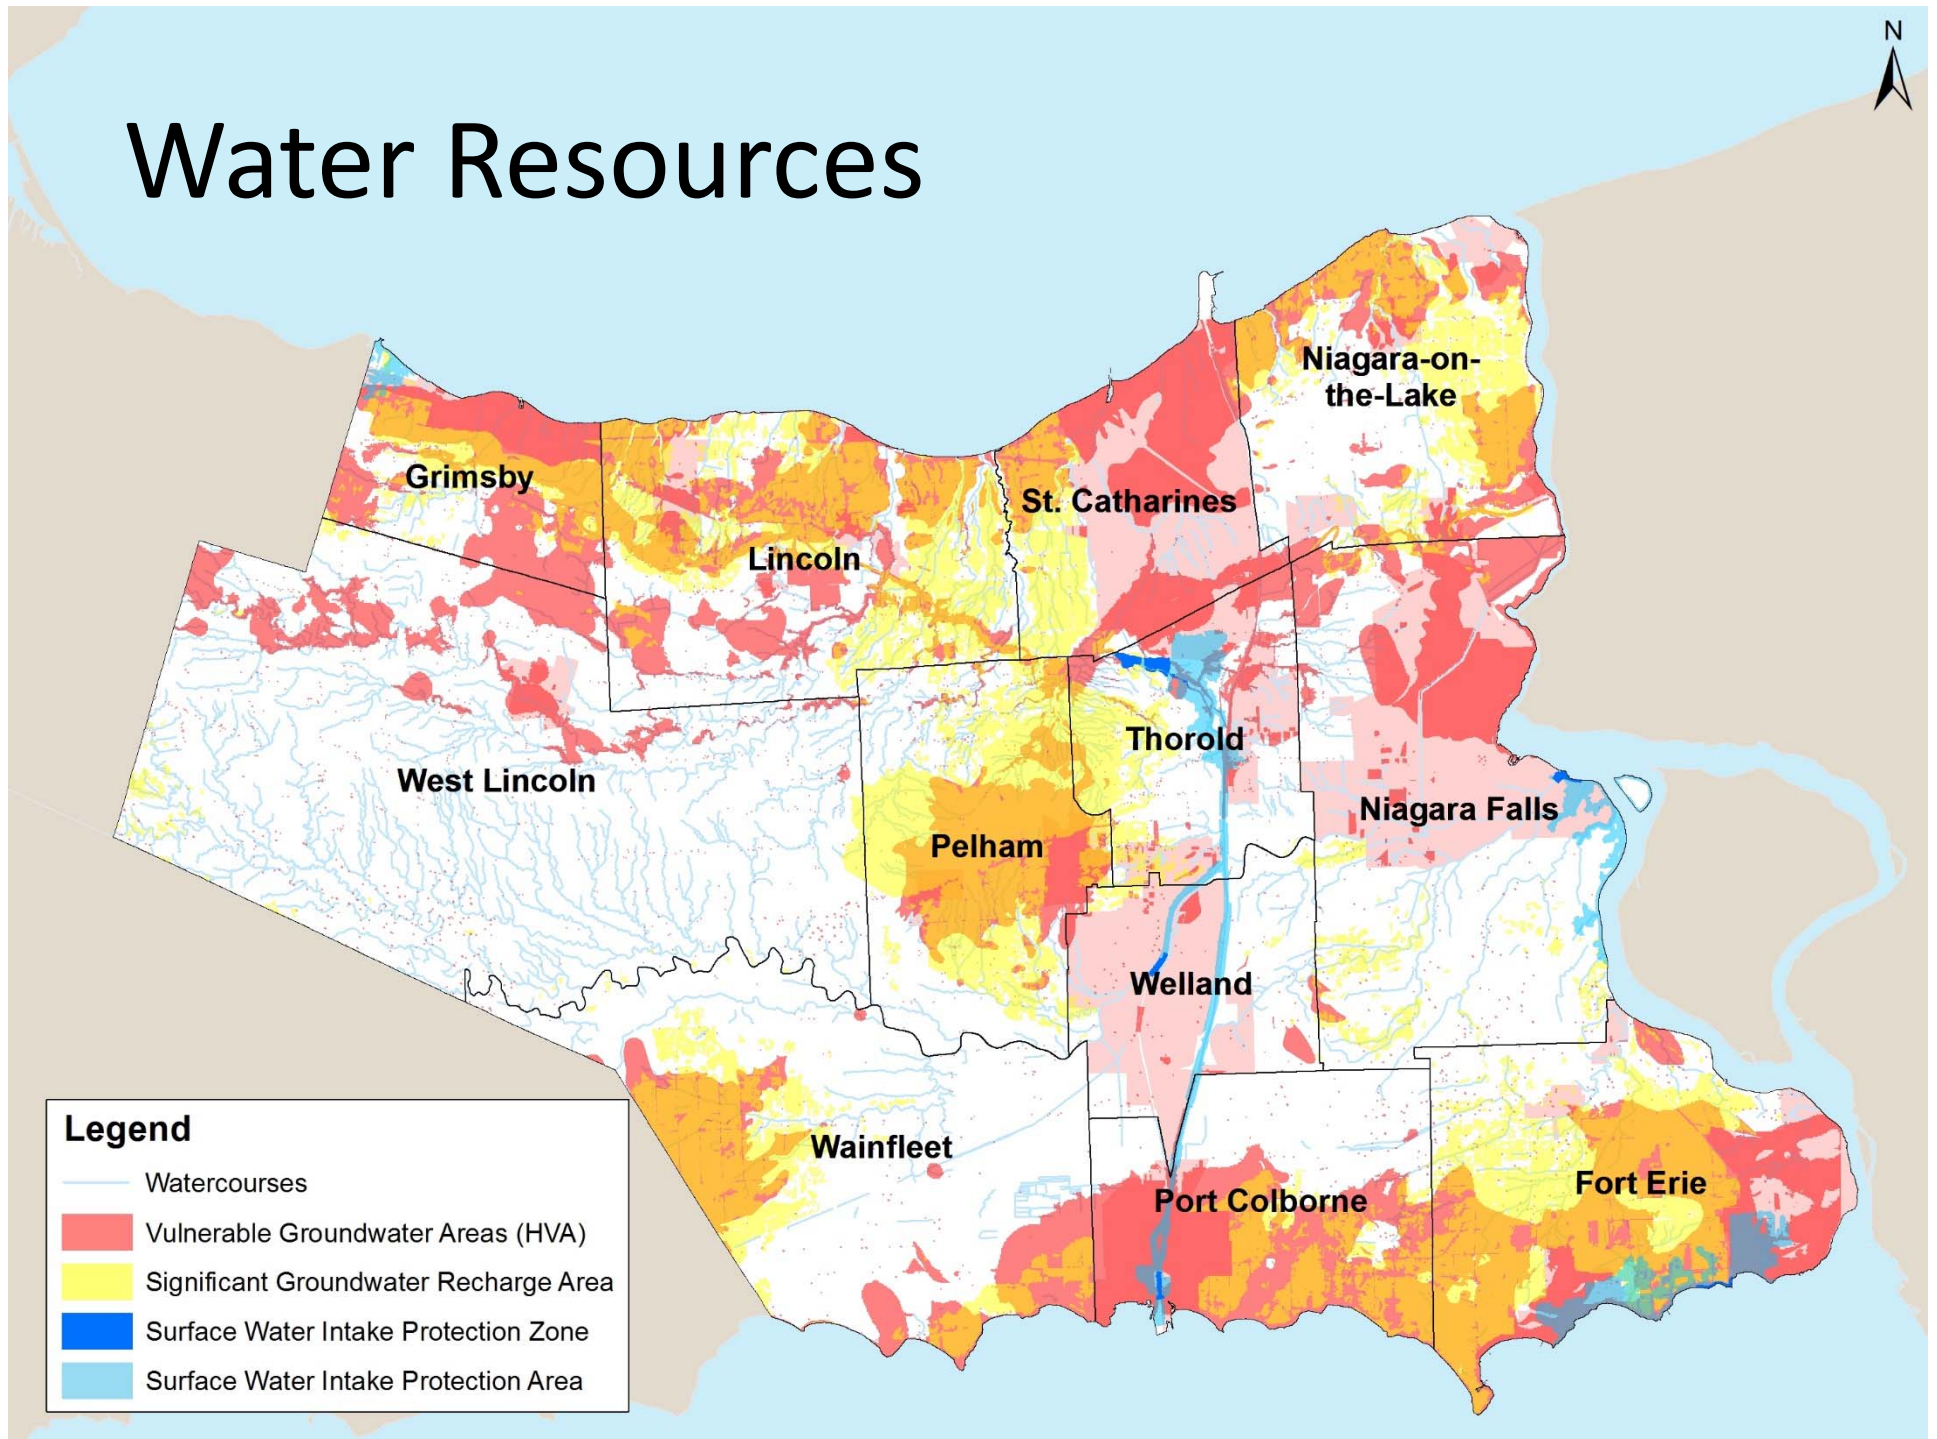 N
Water Resources
Niagara-on-
the-Lake
Grimsby
St. Catharines
Lincoln
Thorold
West Lincoln
Niagara Falls
Pelham
Welland
Wainfleet
Fort Erie
Port Colborne
Legend
Watercourses
Vulnerable Groundwater Areas (HVA)
Significant Groundwater Recharge Area
Surface Water Intake Protection Zone
Surface Water Intake Protection Area